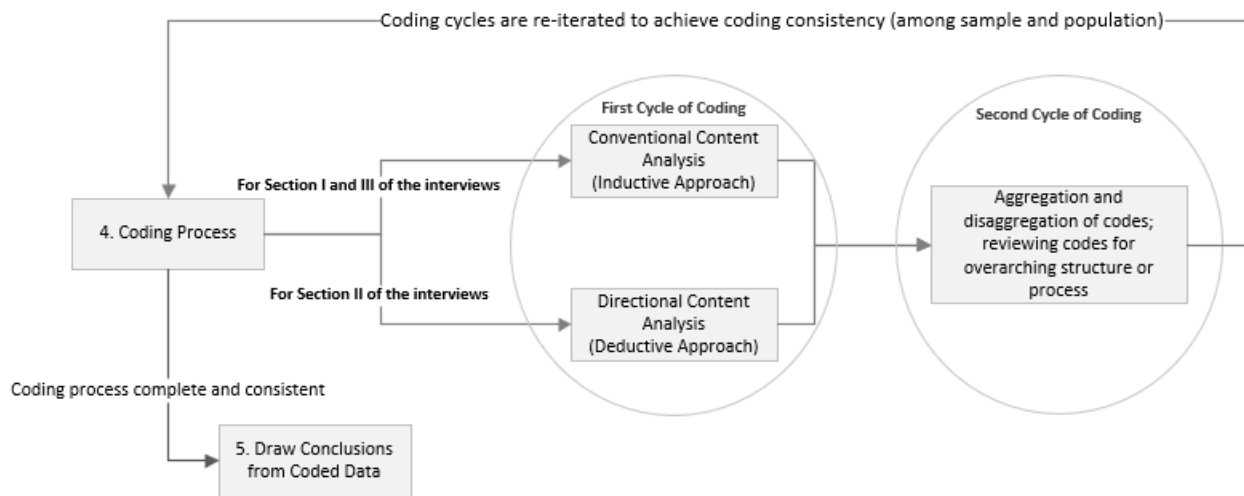 Coding cycles are re-iterated to achieve coding consistency (among sample and population)
First Cycle of Coding
Conventional Content
Analysis
(Inductive Approach)
Second Cycle of Coding
For Section I and III of the interviews
4. Coding Process
Aggregation and
disaggregation of codes;
reviewing codes for
overarching structure or
process
For Section II of the interviews
Directional Content
Analysis
(Deductive Approach)
Coding process complete and consistent
5. Draw Conclusions
from Coded Data